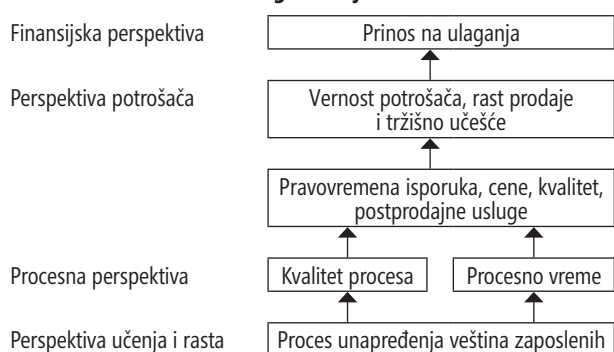 Finansijska perspektiva
Prinos na ulaganja
Perspektiva potrošača
Vernost potrošača, rast prodaje
i tržišno učešće
Pravovremena isporuka, cene, kvalitet,
postprodajne usluge
Procesna perspektiva
Kvalitet procesa
Procesno vreme
Perspektiva učenja i rasta
Proces unapređenja veština zaposlenih